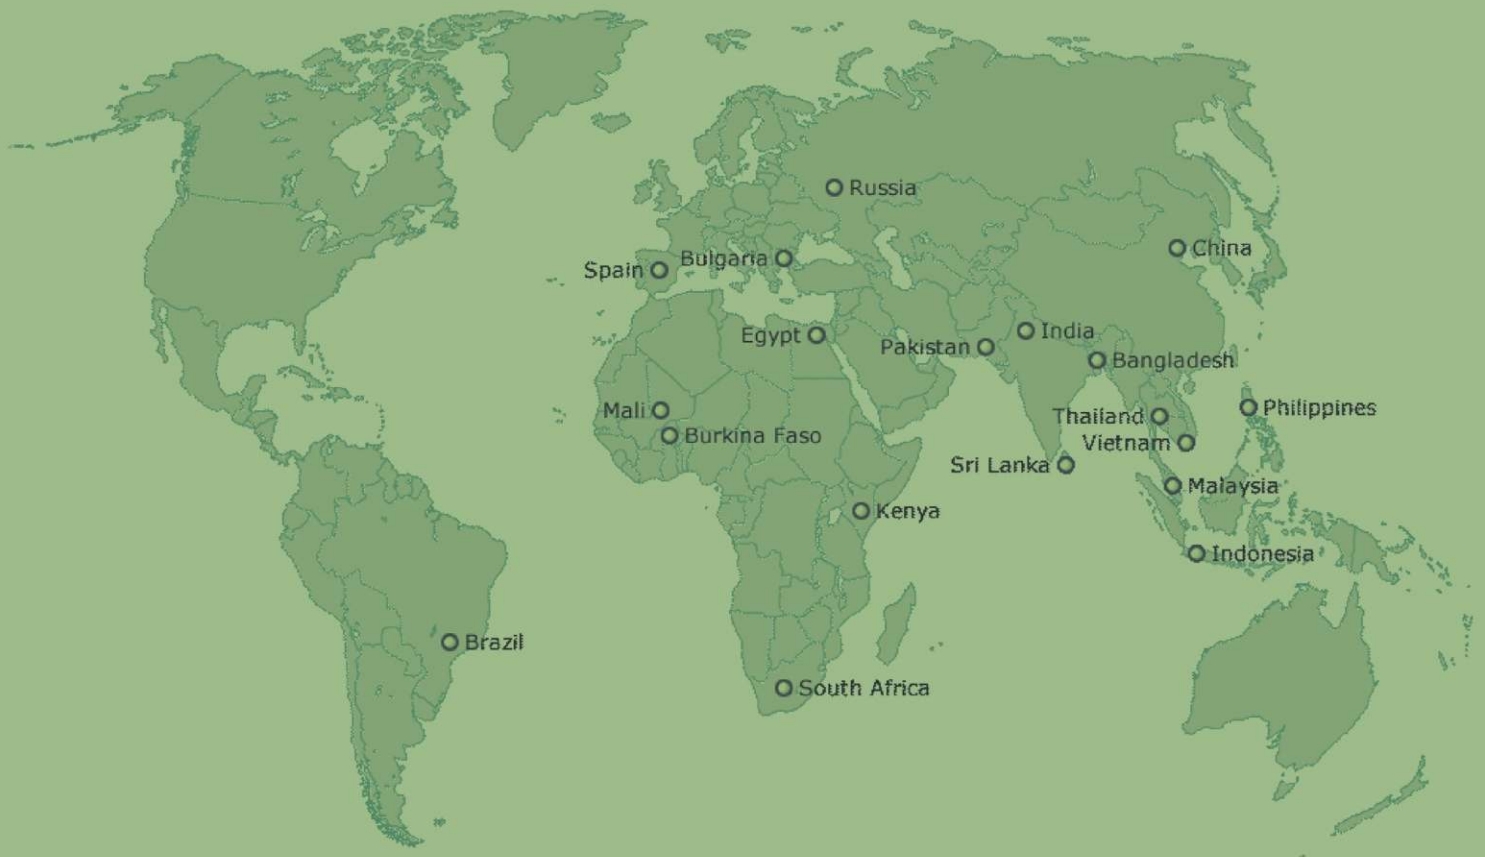 Russia
China
Bulgaria
Spain
India
Egypt
Pakistan
Bangladesh
Philippines
Mali
Thailand
Burkina Faso
Vietnam
Sri Lanka
Malaysia
Kenya
Indonesia
Brazil
South Africa